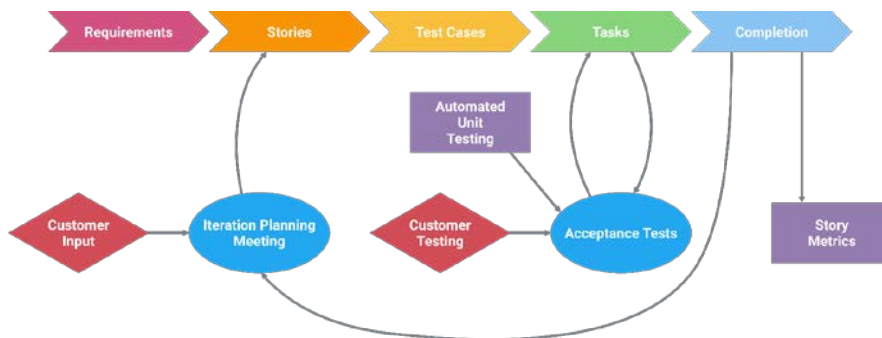 Requirements
Stories
Test Cases
Tasks
Completion
Automated
Unit
Testing
Customer
Input
Iteration Planning
Meeting
Customer
Testing
Acceptance Tests
Story
Metrics